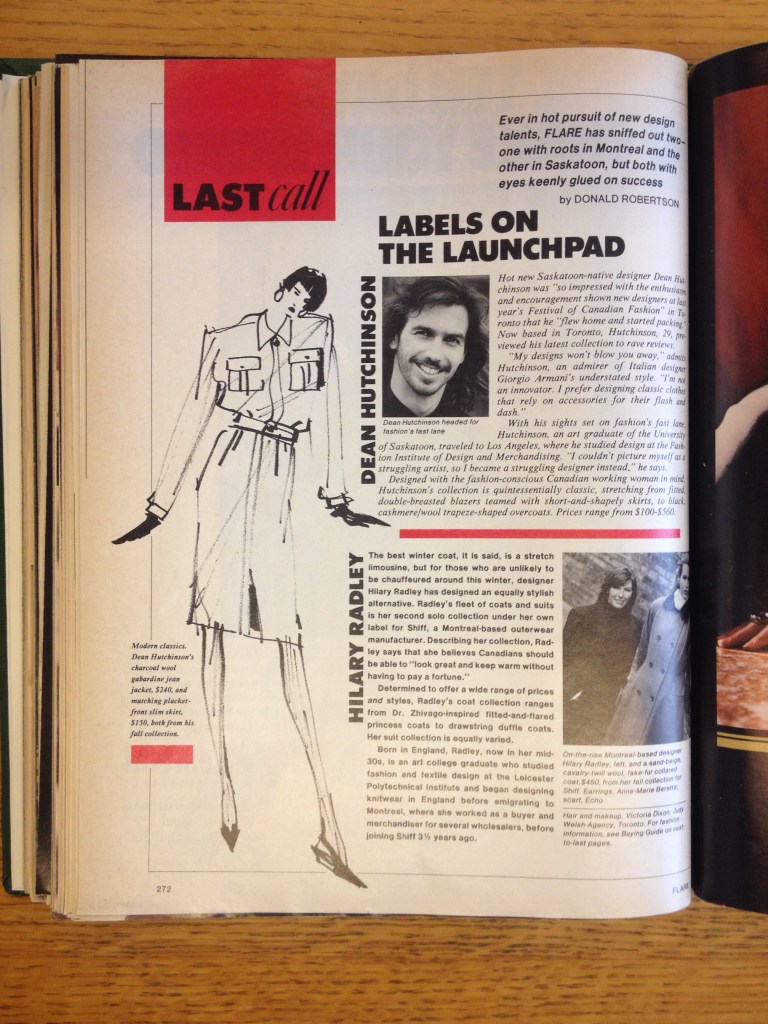 LAST call
Ever in hot pursuit of new design
talents, FLARE has sniffed out two—
one with roots in Montreal and the
other in Saskatoon, but both with
eyes keenly glued on success
by DONALD ROBERTSON
LABELS ON
THE LAUNCHPAD
DEAN HUTCHINSON
Dean Hutchinson headed for
fashion's fast lane
Hot new Saskatoon-native designer Dean Hut-
chinson was "so impressed with the enthusiasm
and encouragement shown new designers at last
year's Festival of Canadian Fashion" in To-
ronto that he "flew home and started packing."
Now based in Toronto, Hutchinson, 29, pre-
viewed his latest collection to rave reviews.
"My designs won't blow you away," admits
Hutchinson, an admirer of Italian designer
Giorgio Armani's understated style. "I'm not
an innovator. I prefer designing classic clothes
that rely on accessories for their flash and
dash."
With his sights set on fashion's fast lane,
Hutchinson, an art graduate of the University
of Saskatoon, traveled to Los Angeles, where he studied design at the Fash-
ion Institute of Design and Merchandising. "I couldn't picture myself as a
struggling artist, so I became a struggling designer instead," he says.
Designed with the fashion-conscious Canadian working woman in mind,
Hutchinson's collection is quintessentially classic, stretching from fitted,
double-breasted blazers teamed with short-and-shapely skirts, to black,
cashmere/wool trapeze-shaped overcoats. Prices range from $100-$560.
HILARY RADLEY
The best winter coat, it is said, is a stretch
limousine, but for those who are unlikely to
be chauffeured around this winter, designer
Hilary Radley has designed an equally stylish
alternative. Radley's fleet of coats and suits
is her second solo collection under her own
label for Shiff, a Montreal-based outerwear
manufacturer. Describing her collection, Rad-
ley says that she believes Canadians should
be able to "look great and keep warm without
having to pay a fortune."
Determined to offer a wide range of prices
and styles, Radley's coat collection ranges
from Dr. Zhivago-inspired fitted-and-flared
princess coats to drawstring duffle coats.
Her suit collection is equally varied.
Born in England, Radley, now in her mid-
30s, is an art college graduate who studied
fashion and textile design at the Leicester
Polytechnical Institute and began designing
knitwear in England before emigrating to
Montreal, where she worked as a buyer and
merchandiser for several wholesalers, before
joining Shiff 3½ years ago.
Modern classics.
Dean Hutchinson's
charcoal wool
gabardine jean
jacket, $240, and
matching placket-
front slim skirt,
$150, both from his
fall collection.
On-the-rise Montreal-based designer
Hilary Radley, left, and a sand-beige,
cavalry-twill wool, fake-fur collared
coat, $450, from her fall collection for
Shiff. Earrings, Anne-Marie Beretta;
scarf, Echo.
Hair and makeup, Victoria Dixon, Judy
Welsh Agency, Toronto. For fashion
information, see Buying Guide on next-
to-last pages.
272
FLARE